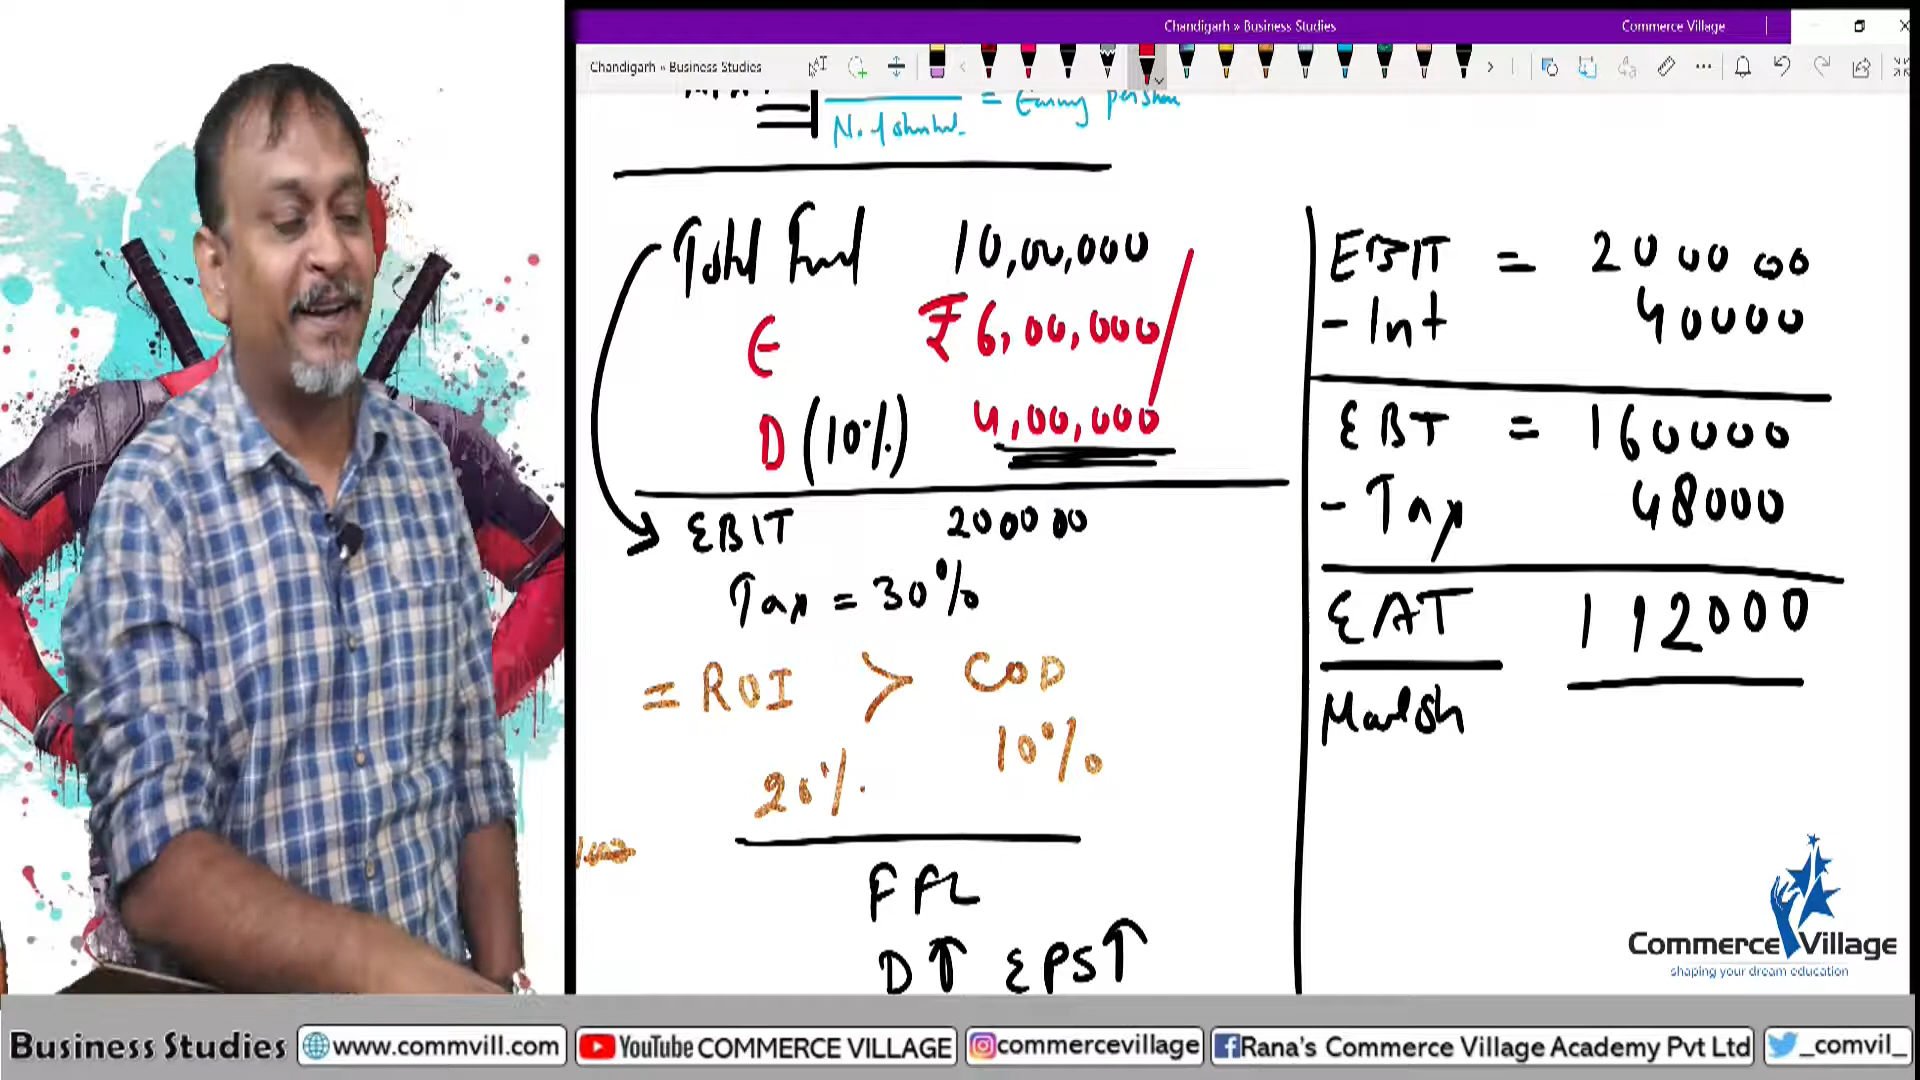 Chandigarh » Business Studies
Commerce Village
Chandigarh » Business Studies
= Earning per share
No. of
Total Fund 10,00,000
E ₹6,00,000
D (10%) 4,00,000
EBIT 200000
Tax = 30%
= ROI > COD
20% 10%
FFL
D↑ EPS↑
EBIT = 200000
- Int 40000
EBT = 160000
- Tax 48000
EAT 112000
Commerce Village
shaping your dream education
Business Studies
www.commvill.com
YouTube COMMERCE VILLAGE
commercevillage
Rana's Commerce Village Academy Pvt Ltd
_comvil_